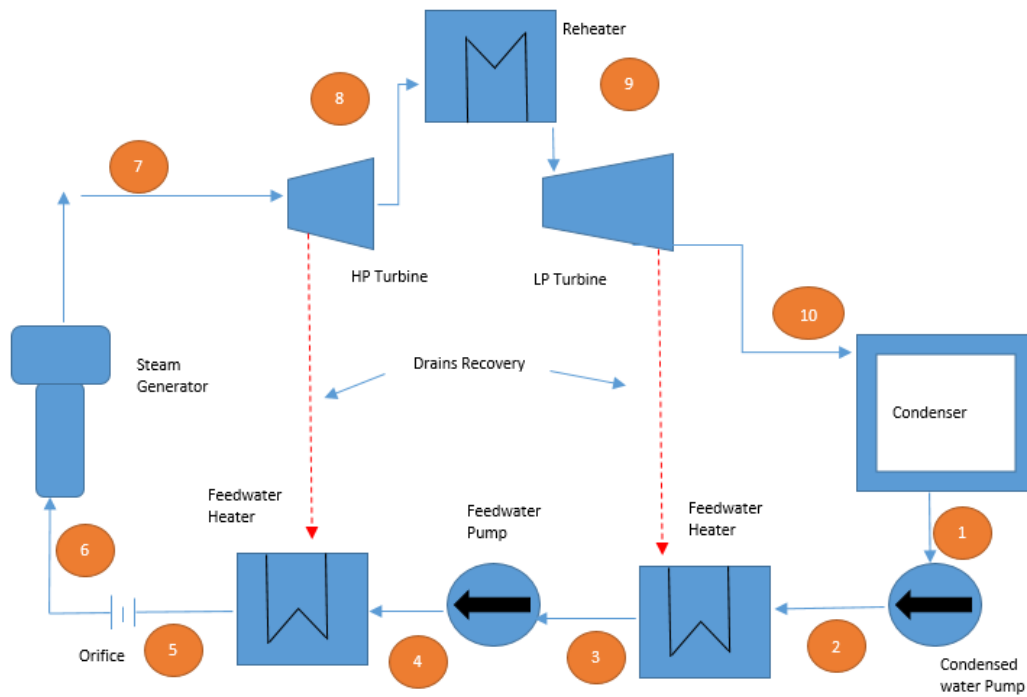 Reheater
8
9
7
HP Turbine
LP Turbine
10
Steam
Generator
Drains Recovery
Condenser
Feedwater
Heater
Feedwater
Pump
Feedwater
Heater
1
6
2
3
4
5
Orifice
Condensed
water Pump